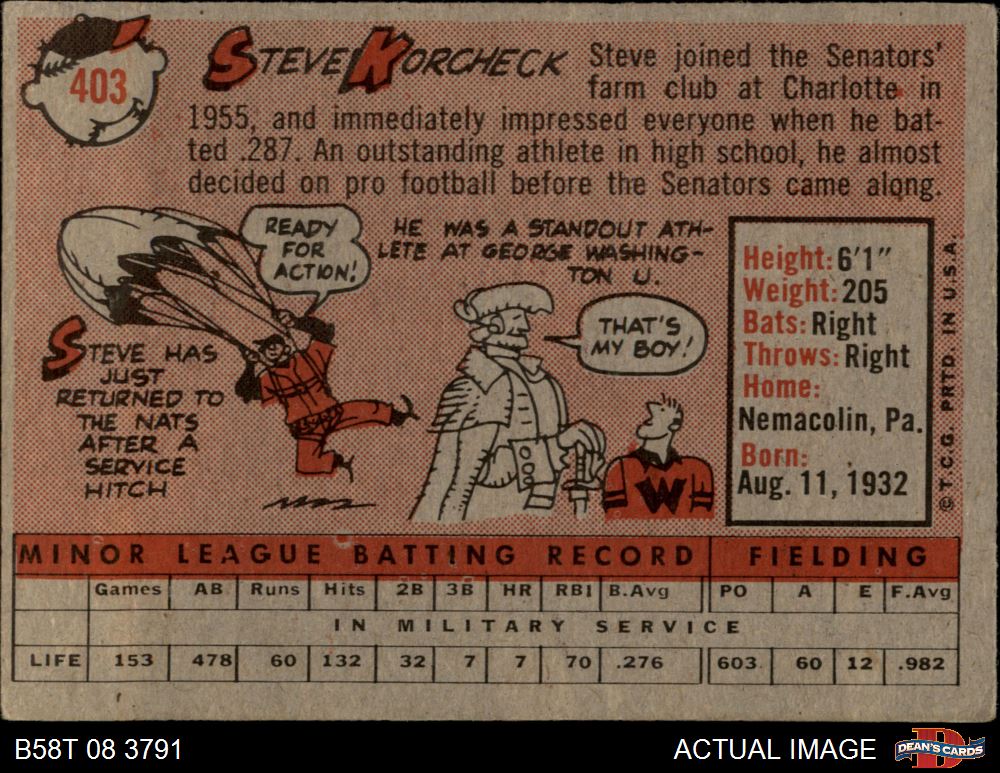 403
STEVE KORCHECK
Steve joined the Senators'
farm club at Charlotte in
1955, and immediately impressed everyone when he bat-
ted .287. An outstanding athlete in high school, he almost
decided on pro football before the Senators came along.
READY
FOR
ACTION!
HE WAS A STANDOUT ATH-
LETE AT GEORGE WASHING-
TON U.
THAT'S
MY BOY!
STEVE HAS
JUST
RETURNED TO
THE NATS
AFTER A
SERVICE
HITCH
W
Height: 6'1"
Weight: 205
Bats: Right
Throws: Right
Home:
Nemacolin, Pa.
Born:
Aug. 11, 1932
© T.C.G. PRTD. IN U.S.A.
MINOR LEAGUE BATTING RECORD FIELDING
Games AB Runs Hits 2B 3B HR RBI B.Avg PO A E F.Avg
IN MILITARY SERVICE
LIFE 153 478 60 132 32 7 7 70 .276 603 60 12 .982
B58T 08 3791
ACTUAL IMAGE
DEAN'S CARDS